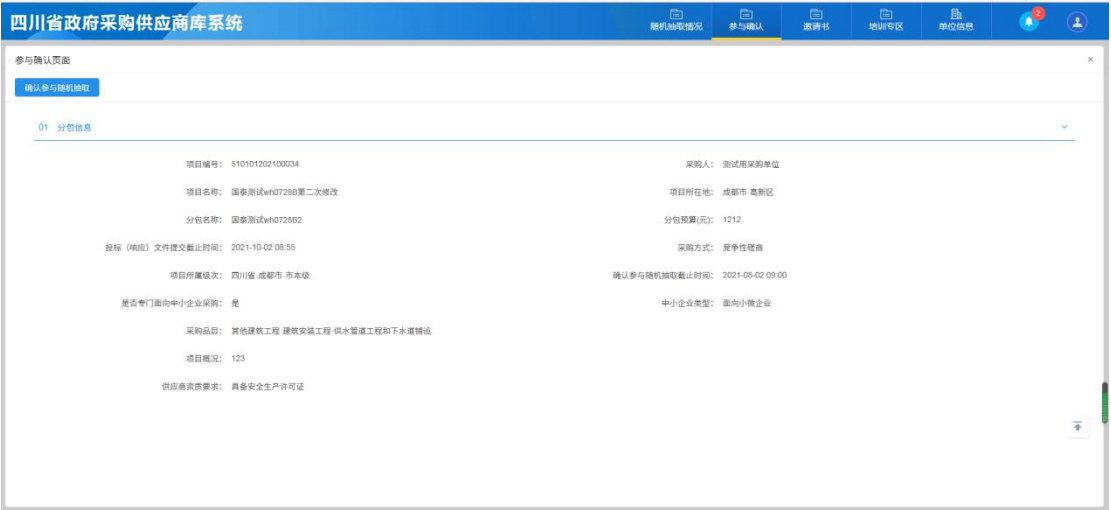 四川省政府采购供应商库系统
随机抽取情况 参与确认 邀请书 培训专区 单位信息 2
参与确认页面 ×
确认参与随机抽取
01 分包信息
项目编号： 510101202100034 采购人： 测试用采购单位
项目名称： 国泰测试wh0728B第二次修改 项目所在地： 成都市·高新区
分包名称： 国泰测试wh0728B2 分包预算(元)： 1212
投标（响应）文件提交截止时间： 2021-10-02 08:55 采购方式： 竞争性磋商
项目所属级次： 四川省·成都市·市本级 确认参与随机抽取截止时间： 2021-08-02 09:00
是否专门面向中小企业采购： 是 中小企业类型： 面向小微企业
采购品目： 其他建筑工程·建筑安装工程·供水管道工程和下水道铺设
项目概况： 123
供应商资质要求： 具备安全生产许可证